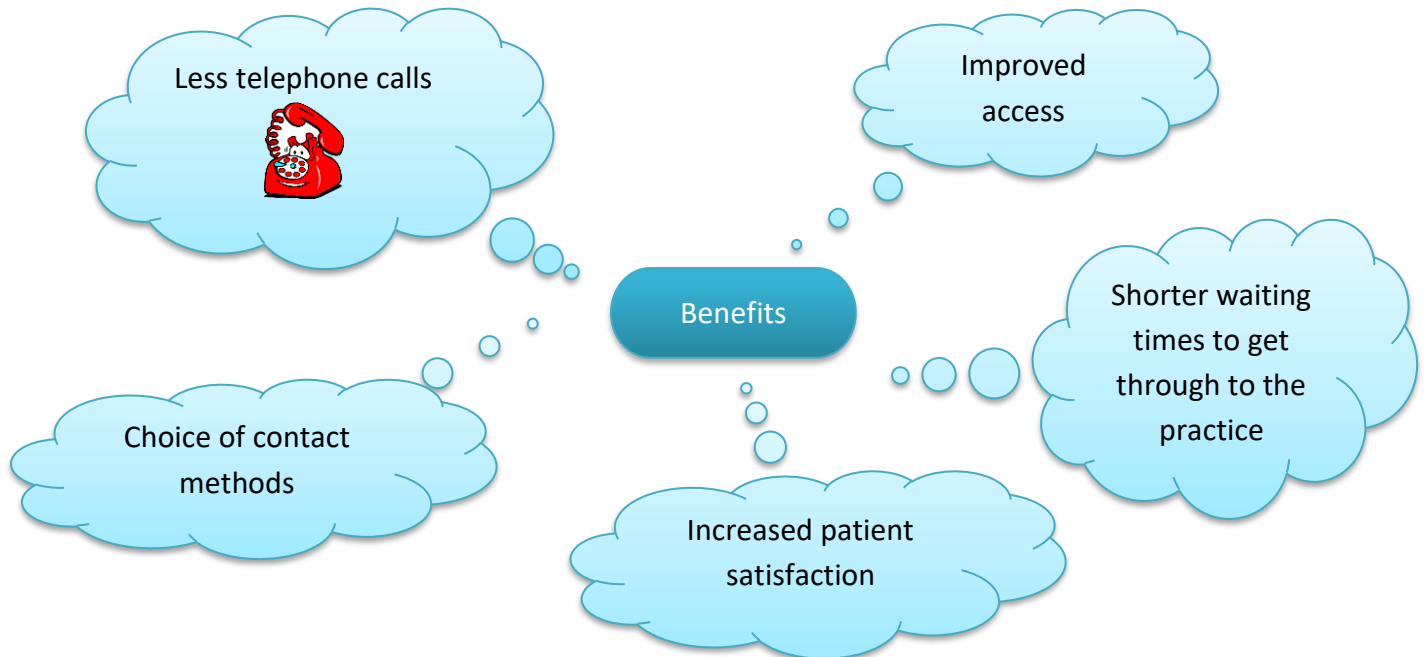 Less telephone calls
Improved
access
Benefits
Shorter waiting
times to get
through to the
practice
Choice of contact
methods
Increased patient
satisfaction